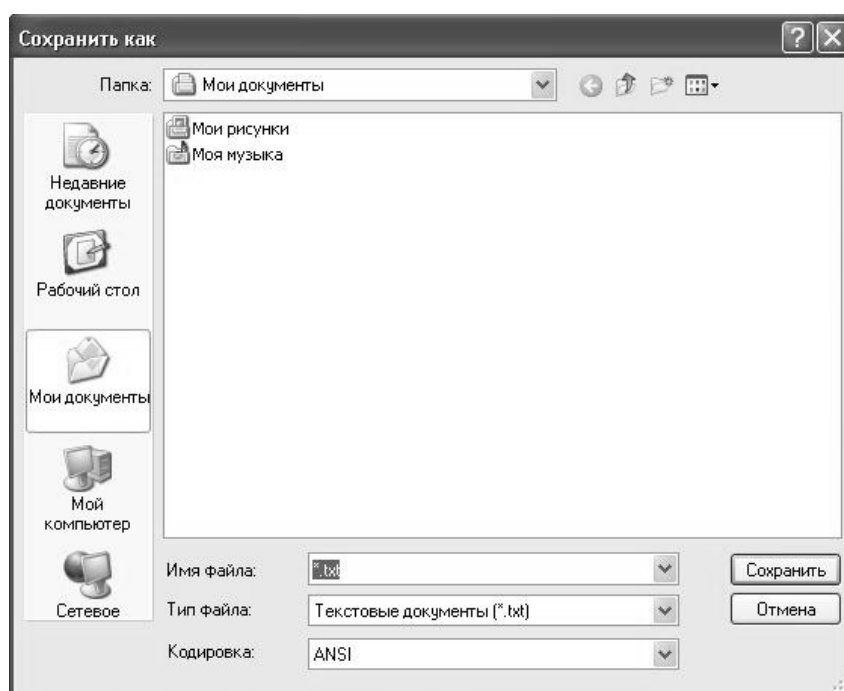 Сохранить как
Папка: Мои документы
Мои рисунки
Моя музыка
Недавние
документы
Рабочий стол
Мои документы
Мой
компьютер
Сетевое
Имя файла: *.txt
Сохранить
Тип файла: Текстовые документы (*.txt)
Отмена
Кодировка: ANSI